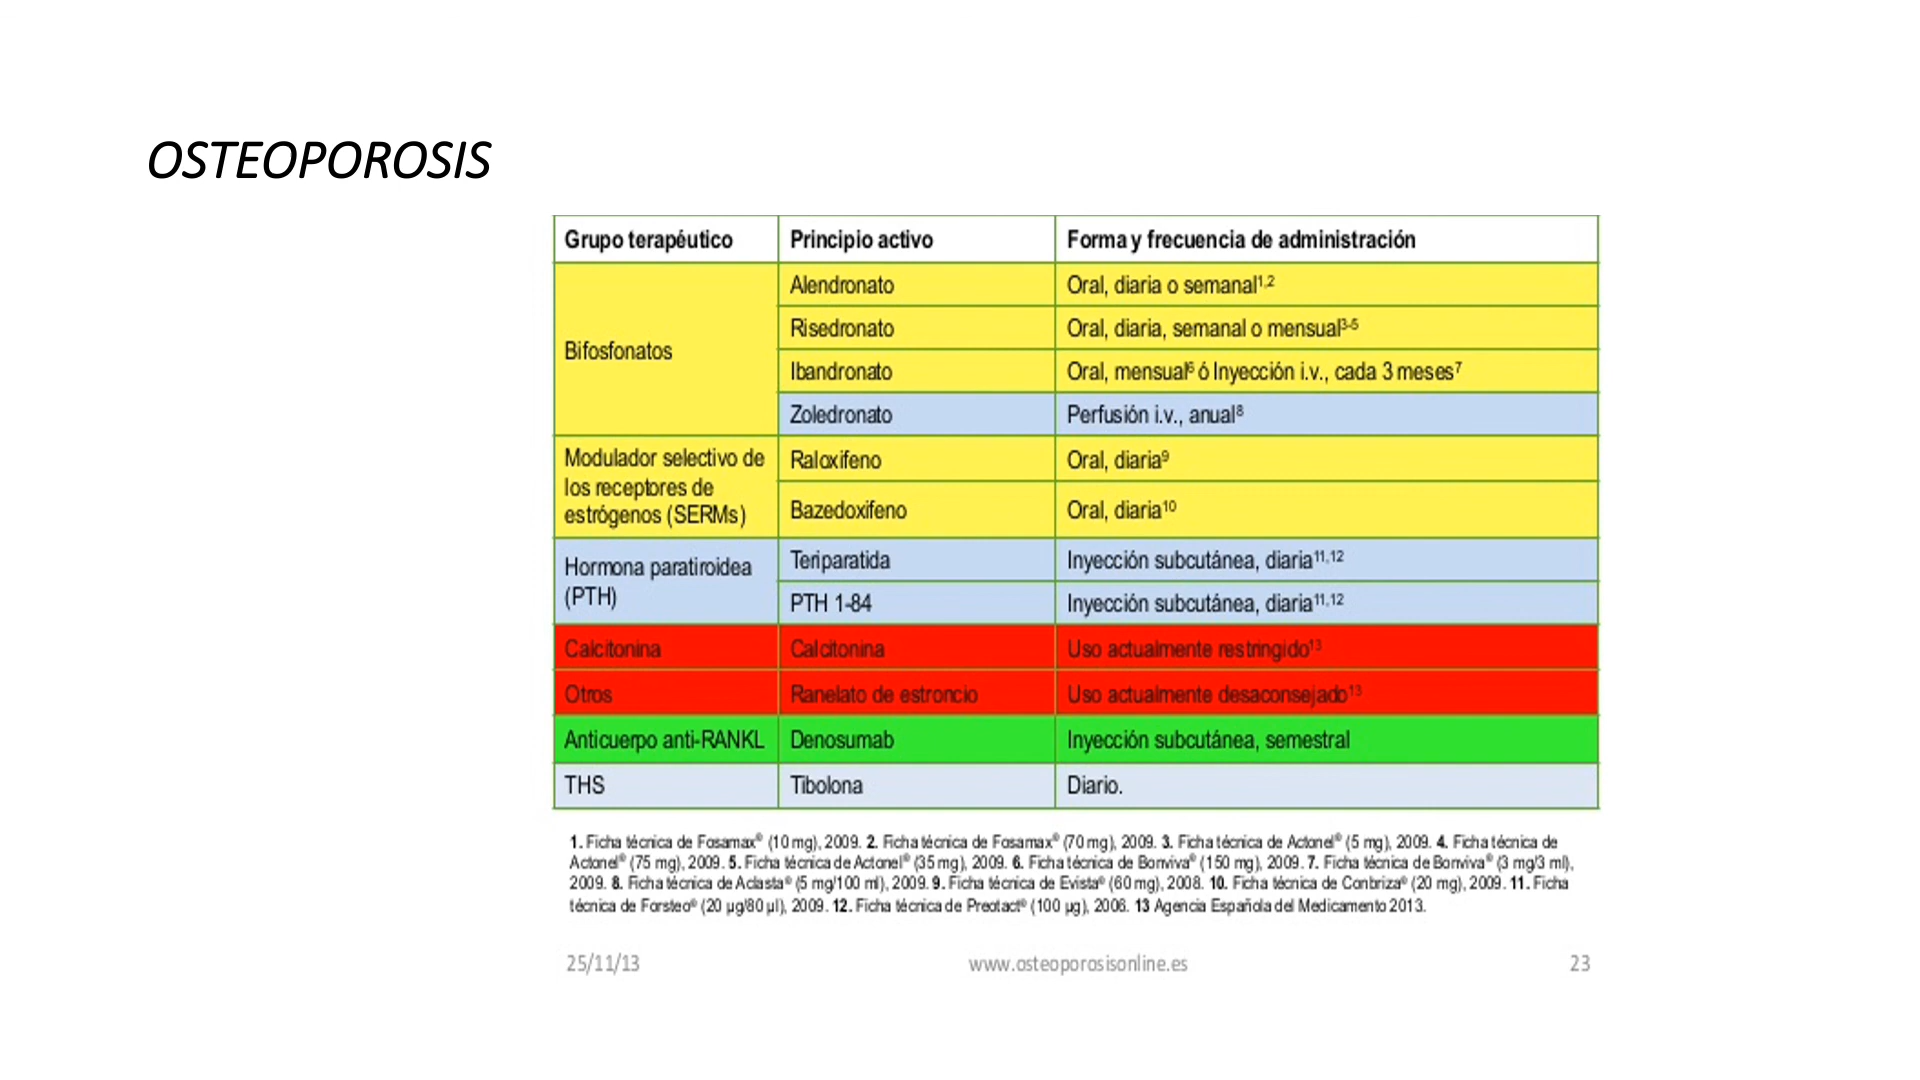 OSTEOPOROSIS
Grupo terapéutico Principio activo Forma y frecuencia de administración
Bifosfonatos
Alendronato Oral, diaria o semanal1,2
Risedronato Oral, diaria, semanal o mensual3-5
Ibandronato Oral, mensual6 ó Inyección i.v., cada 3 meses7
Zoledronato Perfusión i.v., anual8
Modulador selectivo de
los receptores de
estrógenos (SERMs)
Raloxifeno Oral, diaria9
Bazedoxifeno Oral, diaria10
Hormona paratiroidea
(PTH)
Teriparatida Inyección subcutánea, diaria11,12
PTH 1-84 Inyección subcutánea, diaria11,12
Calcitonina Calcitonina Uso actualmente restringido13
Otros Ranelato de estroncio Uso actualmente desaconsejado13
Anticuerpo anti-RANKL Denosumab Inyección subcutánea, semestral
THS Tibolona Diario.
1. Ficha técnica de Fosamax® (10 mg), 2009. 2. Ficha técnica de Fosamax® (70 mg), 2009. 3. Ficha técnica de Actonel® (5 mg), 2009. 4. Ficha técnica de
Actonel® (75 mg), 2009. 5. Ficha técnica de Actonel® (35 mg), 2009. 6. Ficha técnica de Bonviva® (150 mg), 2009. 7. Ficha técnica de Bonviva® (3 mg/3 ml),
2009. 8. Ficha técnica de Aclasta® (5 mg/100 ml), 2009. 9. Ficha técnica de Evista® (60 mg), 2008. 10. Ficha técnica de Conbriza® (20 mg), 2009. 11. Ficha
técnica de Forsteo® (20 µg/80 µl), 2009. 12. Ficha técnica de Preotact® (100 µg), 2006. 13 Agencia Española del Medicamento 2013.
25/11/13 www.osteoporosisonline.es 23